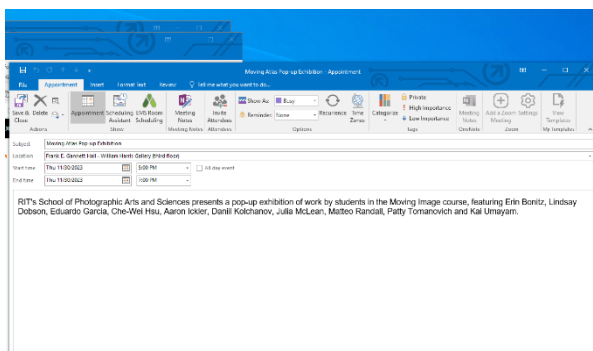 Moving Atlas Pop-up Exhibition - Appointment
File Appointment Insert Format Text Review Tell me what you want to do...
Save & Close
Delete
Appointment
Scheduling Assistant
EVIS Room Scheduling
Meeting Notes
Invite Attendees
Show As: Busy
Reminder: None
Recurrence
Time Zones
Categorize
Private
High Importance
Low Importance
Meeting Notes
Add a Zoom Meeting
Settings
View Templates
Actions Show Meeting Notes Attendees Options Tags OneNote Zoom My Templates
Subject Moving Atlas Pop-up Exhibition
Location Frank E. Gannett Hall - William Harris Gallery (third floor)
Start time Thu 11/30/2023 5:00 PM All day event
End time Thu 11/30/2023 7:00 PM
RIT's School of Photographic Arts and Sciences presents a pop-up exhibition of work by students in the Moving Image course, featuring Erin Bonitz, Lindsay
Dobson, Eduardo Garcia, Che-Wei Hsu, Aaron Ickler, Daniil Kolchanov, Julia McLean, Matteo Randall, Patty Tomanovich and Kai Umayam.